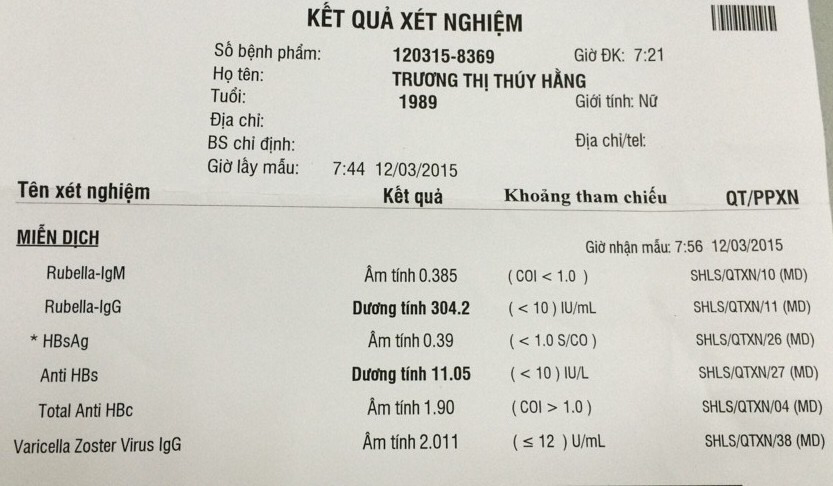 KẾT QUẢ XÉT NGHIỆM
Số bệnh phẩm: 120315-8369 Giờ ĐK: 7:21
Họ tên: TRƯƠNG THỊ THÚY HẰNG
Tuổi: 1989 Giới tính: Nữ
Địa chỉ:
BS chỉ định: Địa chỉ/tel:
Giờ lấy mẫu: 7:44 12/03/2015
Tên xét nghiệm Kết quả Khoảng tham chiếu QT/PPXN
MIỄN DỊCH Giờ nhận mẫu: 7:56 12/03/2015
Rubella-IgM Âm tính 0.385 ( COI < 1.0 ) SHLS/QTXN/10 (MD)
Rubella-IgG Dương tính 304.2 ( < 10 ) IU/mL SHLS/QTXN/11 (MD)
* HBsAg Âm tính 0.39 ( < 1.0 S/CO ) SHLS/QTXN/26 (MD)
Anti HBs Dương tính 11.05 ( < 10 ) IU/L SHLS/QTXN/27 (MD)
Total Anti HBc Âm tính 1.90 ( COI > 1.0 ) SHLS/QTXN/04 (MD)
Varicella Zoster Virus IgG Âm tính 2.011 ( ≤ 12 ) U/mL SHLS/QTXN/38 (MD)